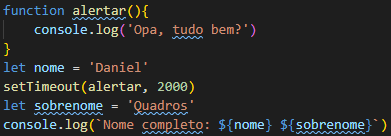 function alertar(){
    console.log('Opa, tudo bem?')
}
let nome = 'Daniel'
setTimeout(alertar, 2000)
let sobrenome = 'Quadros'
console.log(`Nome completo: ${nome} ${sobrenome}`)